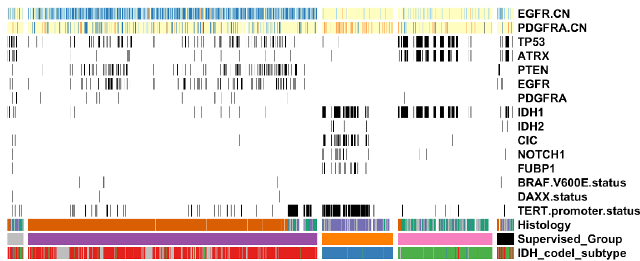 EGFR.CN
PDGFRA.CN
TP53
ATRX
PTEN
EGFR
PDGFRA
IDH1
IDH2
CIC
NOTCH1
FUBP1
BRAF.V600E.status
DAXX.status
TERT.promoter.status
Histology
Supervised_Group
IDH_codel_subtype